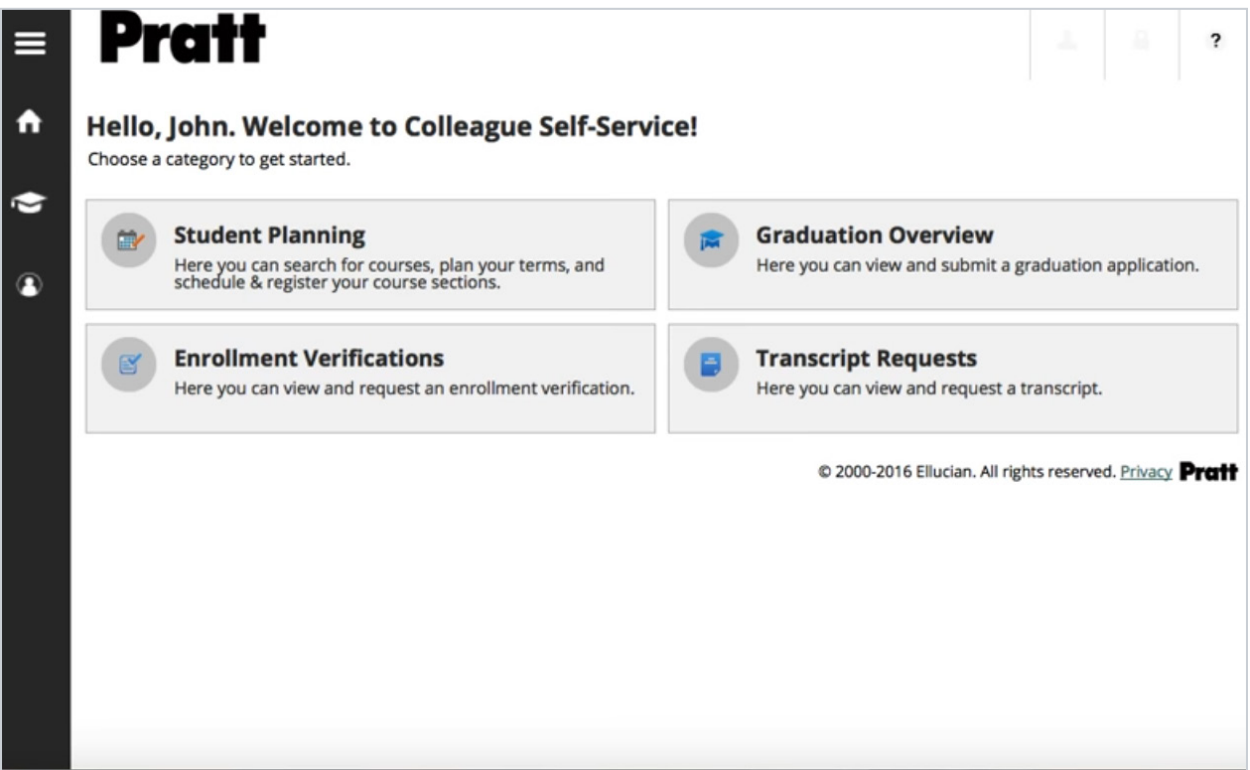 Pratt
?
Hello, John. Welcome to Colleague Self-Service!
Choose a category to get started.
Student Planning
Here you can search for courses, plan your terms, and
schedule & register your course sections.
Graduation Overview
Here you can view and submit a graduation application.
Enrollment Verifications
Here you can view and request an enrollment verification.
Transcript Requests
Here you can view and request a transcript.
© 2000-2016 Ellucian. All rights reserved. Privacy Pratt